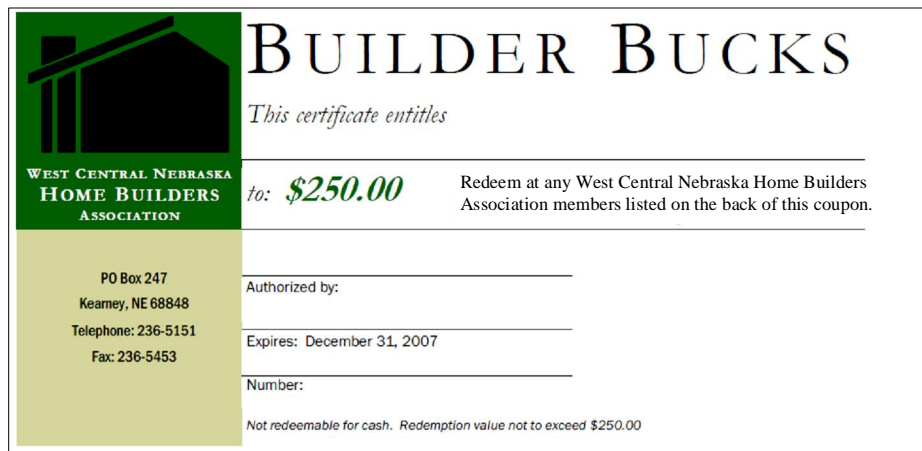 BUILDER BUCKS
This certificate entitles
WEST CENTRAL NEBRASKA
HOME BUILDERS
ASSOCIATION
to: $250.00
Redeem at any West Central Nebraska Home Builders
Association members listed on the back of this coupon.
PO Box 247
Kearney, NE 68848
Telephone: 236-5151
Fax: 236-5453
Authorized by:
Expires: December 31, 2007
Number:
Not redeemable for cash. Redemption value not to exceed $250.00